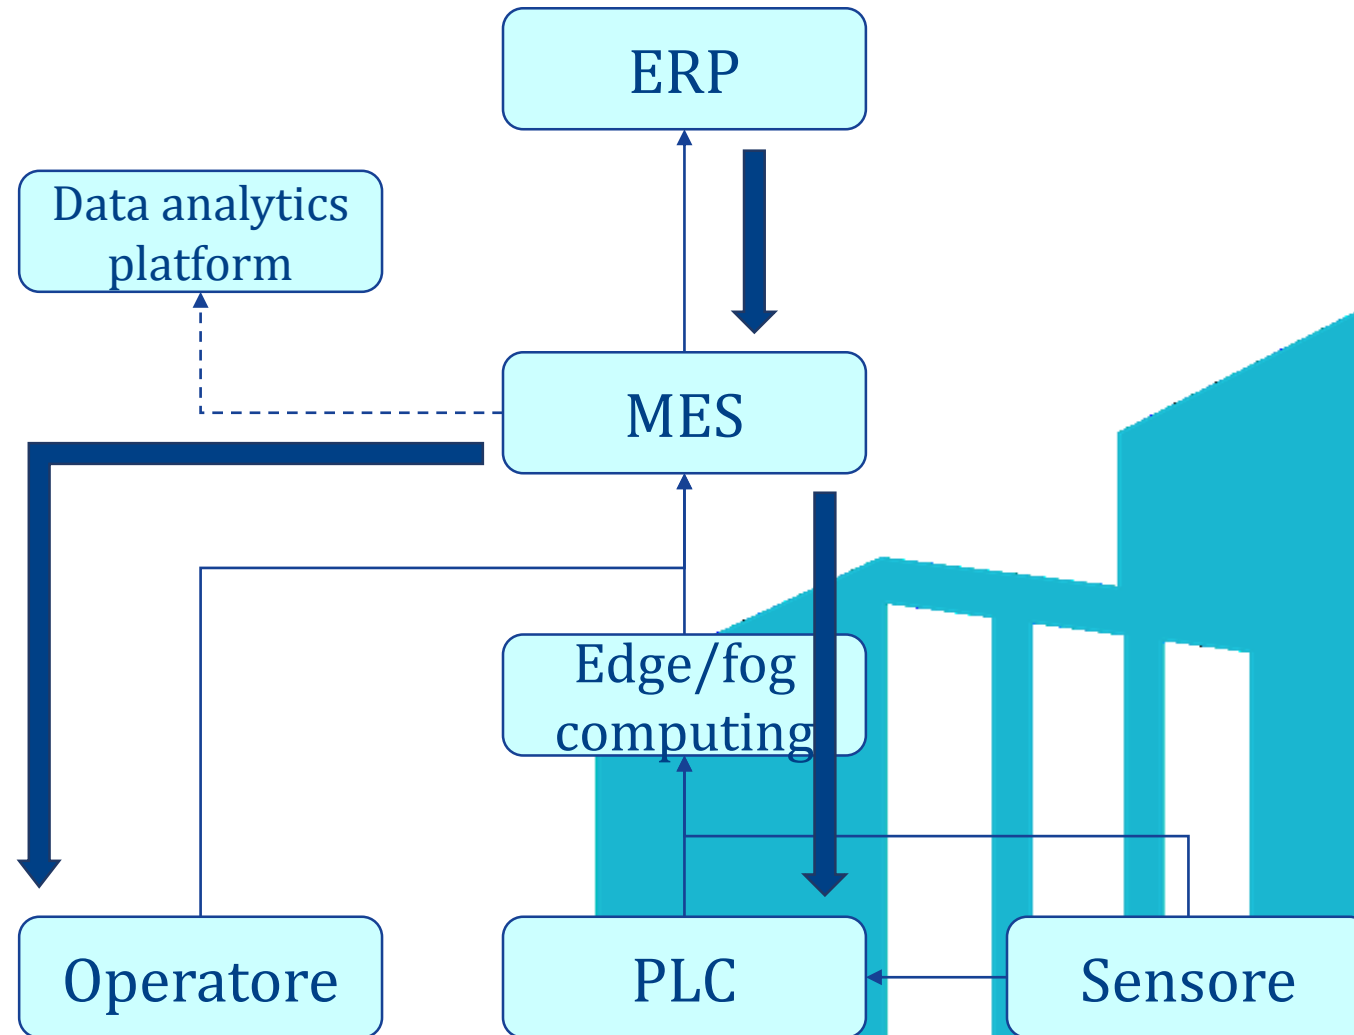 ERP
Data analytics
platform
MES
Edge/fog
computing
Operatore
PLC
Sensore